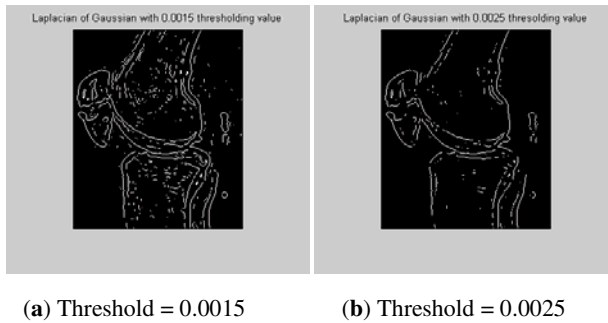 Laplacian of Gaussian with 0.0015 thresholding value
Laplacian of Gaussian with 0.0025 thresolding value
(a) Threshold = 0.0015
(b) Threshold = 0.0025